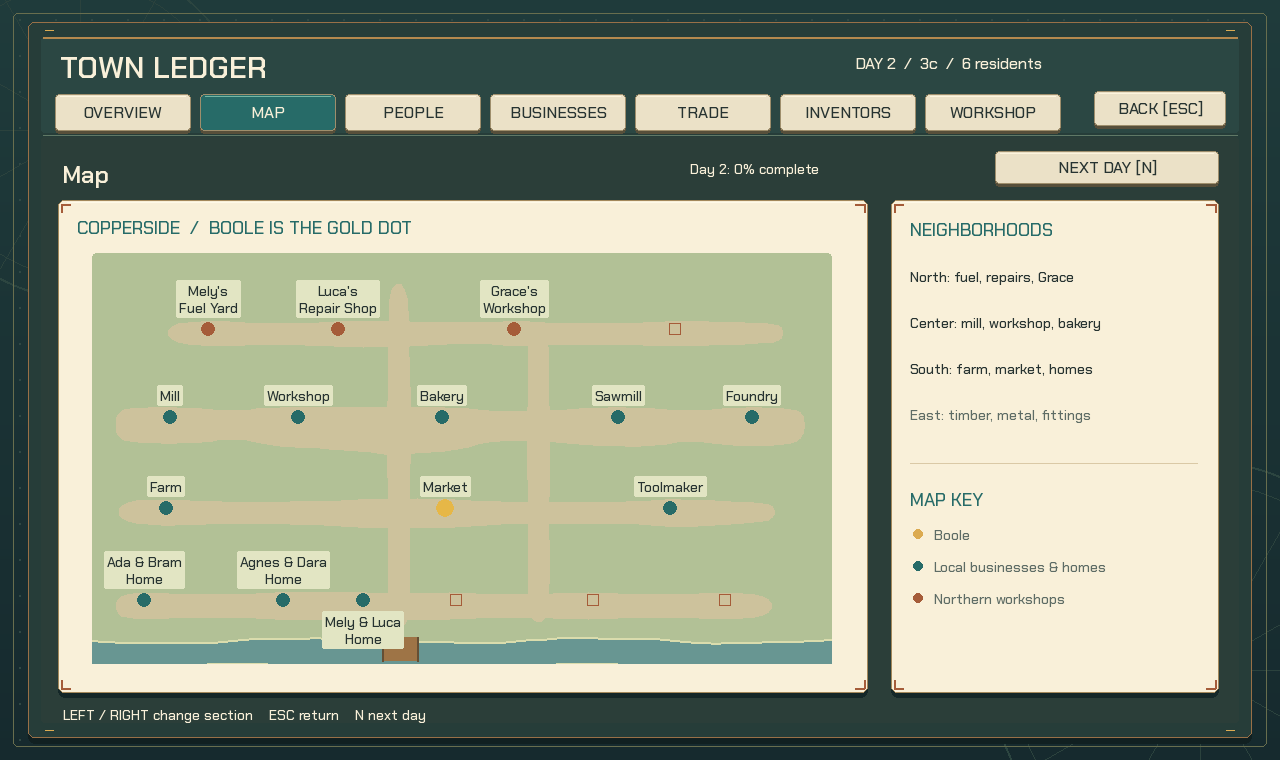 TOWN LEDGER
DAY 2 / 3c / 6 residents
OVERVIEW
MAP
PEOPLE
BUSINESSES
TRADE
INVENTORS
WORKSHOP
BACK [ESC]
Map
Day 2: 0% complete
NEXT DAY [N]
COPPERSIDE / BOOLE IS THE GOLD DOT
Mely's
Fuel Yard
Luca's
Repair Shop
Grace's
Workshop
Mill
Workshop
Bakery
Sawmill
Foundry
Farm
Market
Toolmaker
Ada & Bram
Home
Agnes & Dara
Home
Mely & Luca
Home
NEIGHBORHOODS
North: fuel, repairs, Grace
Center: mill, workshop, bakery
South: farm, market, homes
East: timber, metal, fittings
MAP KEY
Boole
Local businesses & homes
Northern workshops
LEFT / RIGHT change section ESC return N next day